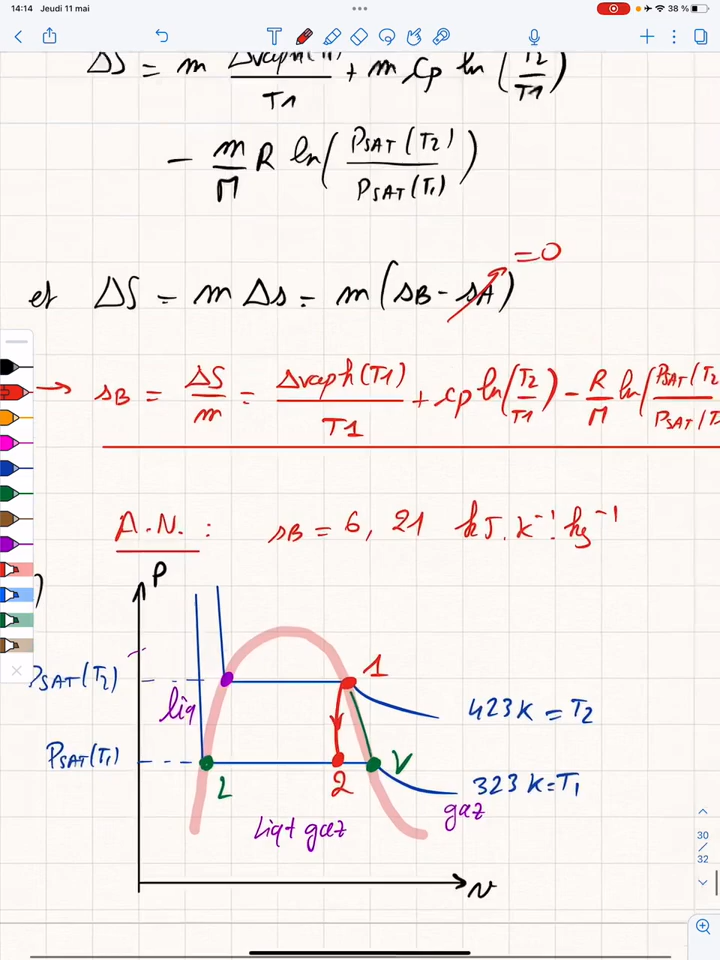 14:14 Jeudi 11 mai
38 %
ΔS = m Δvaph(T1)/T1 + m cp ln(T2/T1)
- m/M R ln(PSAT(T2)/PSAT(T1))
et ΔS = m Δs = m(sB - sA) = 0
→ sB = ΔS/m = Δvaph(T1)/T1 + cp ln(T2/T1) - R/M ln(PSAT(T2/PSAT(T
A.N. : sB = 6,21 kJ.K⁻¹.kg⁻¹
)
P
PSAT(T2)
liq
1
423 K = T2
PSAT(T1)
L
2
V
323 K = T1
liq+gaz
gaz
v
30
/
32